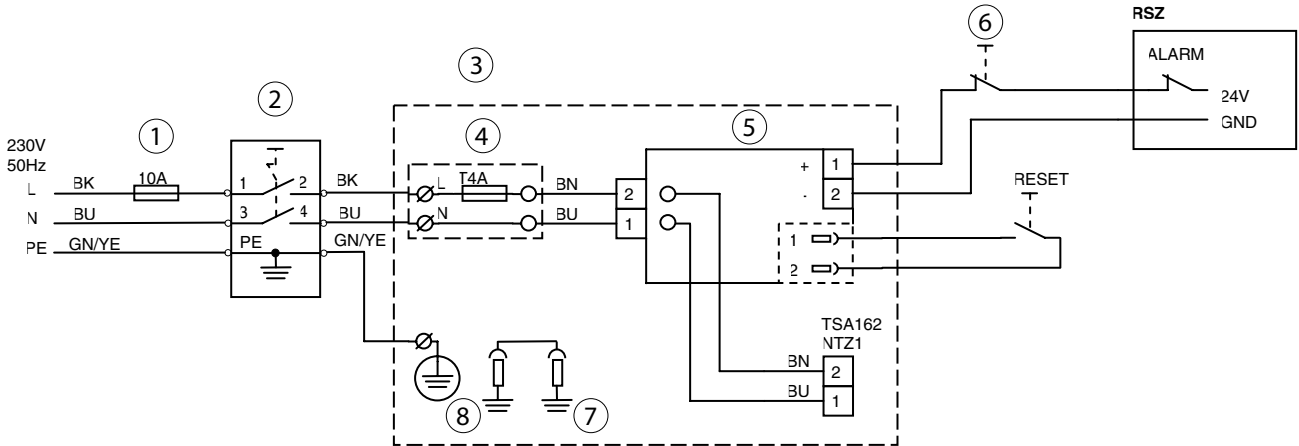 RSZ
6
ALARM
3
2
24V
GND
4
5
1
230V
50Hz
L BK 10A 1 2 BK L T4A BN 2 + 1
N BU 3 4 BU N BU 1 - 2
RESET
PE GN/YE PE GN/YE 1
2
TSA162
NTZ1
BN 2
BU 1
8 7